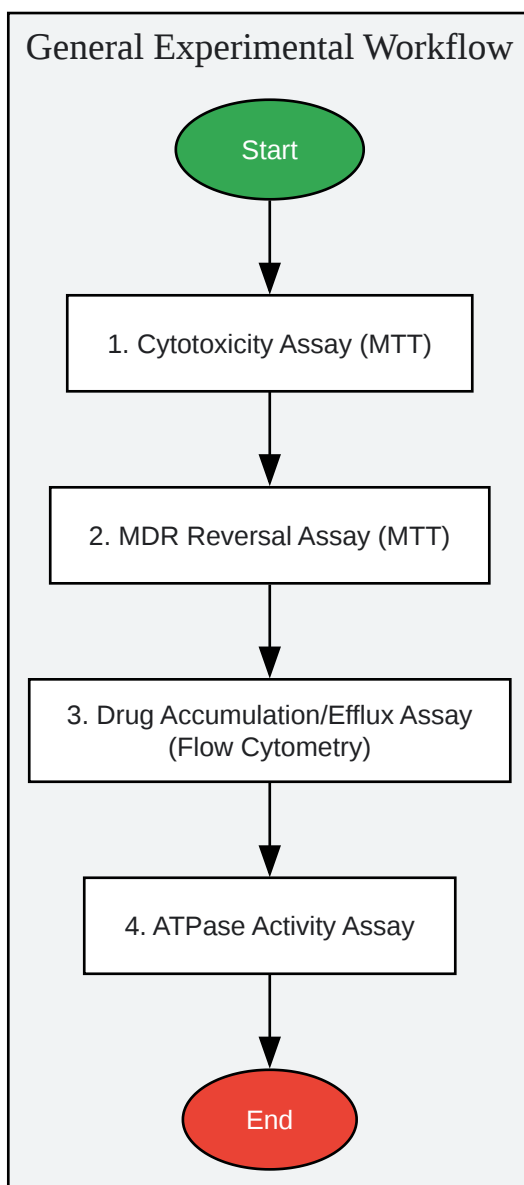 General Experimental Workflow
Start
1. Cytotoxicity Assay (MTT)
2. MDR Reversal Assay (MTT)
3. Drug Accumulation/Efflux Assay
(Flow Cytometry)
4. ATPase Activity Assay
End